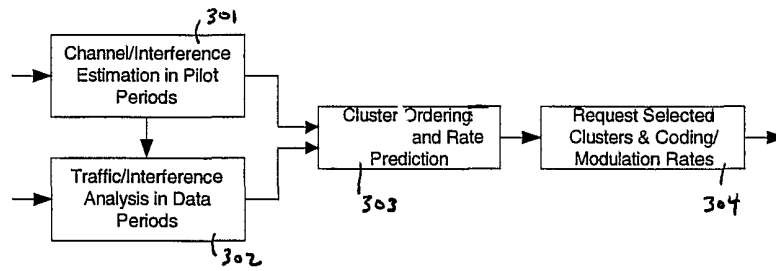 301
Channel/Interference
Estimation in Pilot
Periods
Traffic/Interference
Analysis in Data
Periods
302
Cluster Ordering
and Rate
Prediction
303
Request Selected
Clusters & Coding/
Modulation Rates
304